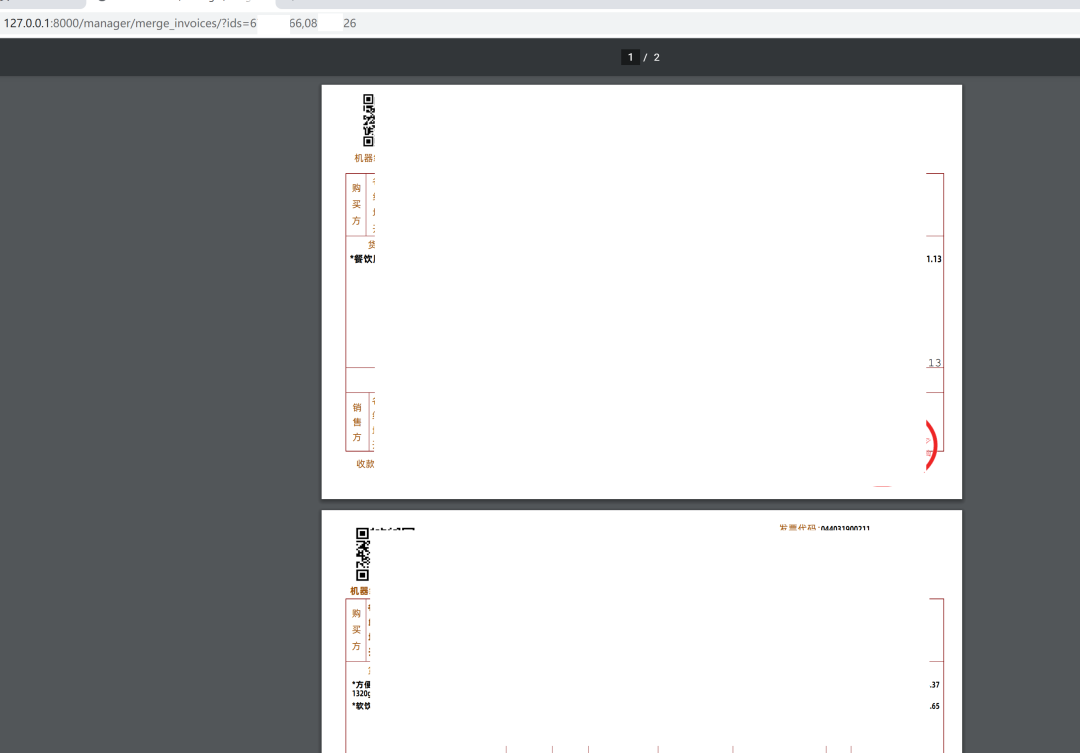 127.0.0.1:8000/manager/merge_invoices/?ids=6 66,08 26
1 / 2
机器
购
买
方
*餐饮
1.13
13
销
售
方
收款
发票代码:044031900211
机器
购
买
方
*方便
.37
1320g
*软饮
.65